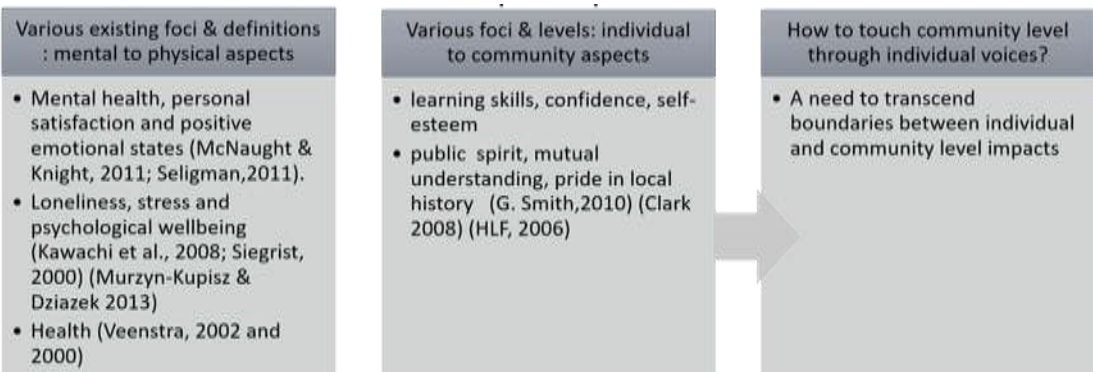 Various existing foci & definitions
: mental to physical aspects
• Mental health, personal
satisfaction and positive
emotional states (McNaught &
Knight, 2011; Seligman,2011).
• Loneliness, stress and
psychological wellbeing
(Kawachi et al., 2008; Siegrist,
2000) (Murzyn-Kupisz &
Dziazek 2013)
• Health (Veenstra, 2002 and
2000)
Various foci & levels: individual
to community aspects
• learning skills, confidence, self-
esteem
• public spirit, mutual
understanding, pride in local
history (G. Smith,2010) (Clark
2008) (HLF, 2006)
How to touch community level
through individual voices?
• A need to transcend
boundaries between individual
and community level impacts